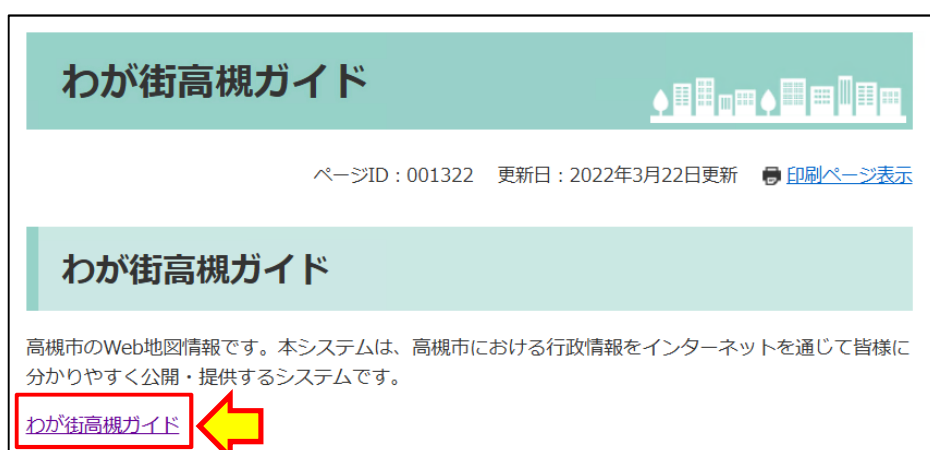 わが街高槻ガイド
ページID：001322 更新日：2022年3月22日更新 印刷ページ表示
わが街高槻ガイド
高槻市のWeb地図情報です。本システムは、高槻市における行政情報をインターネットを通じて皆様に
分かりやすく公開・提供するシステムです。
わが街高槻ガイド